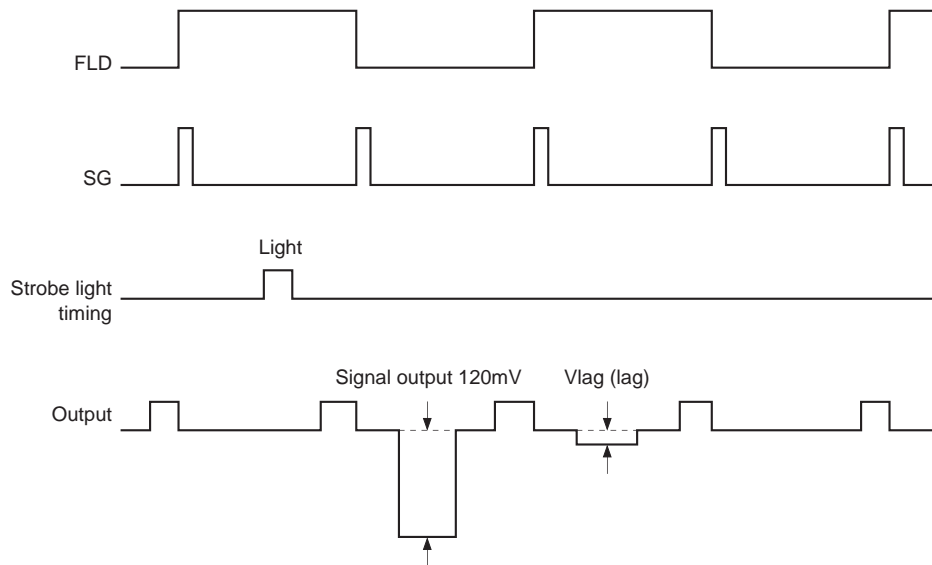 FLD
SG
Light
Strobe light
timing
Signal output 120mV
Vlag (lag)
Output